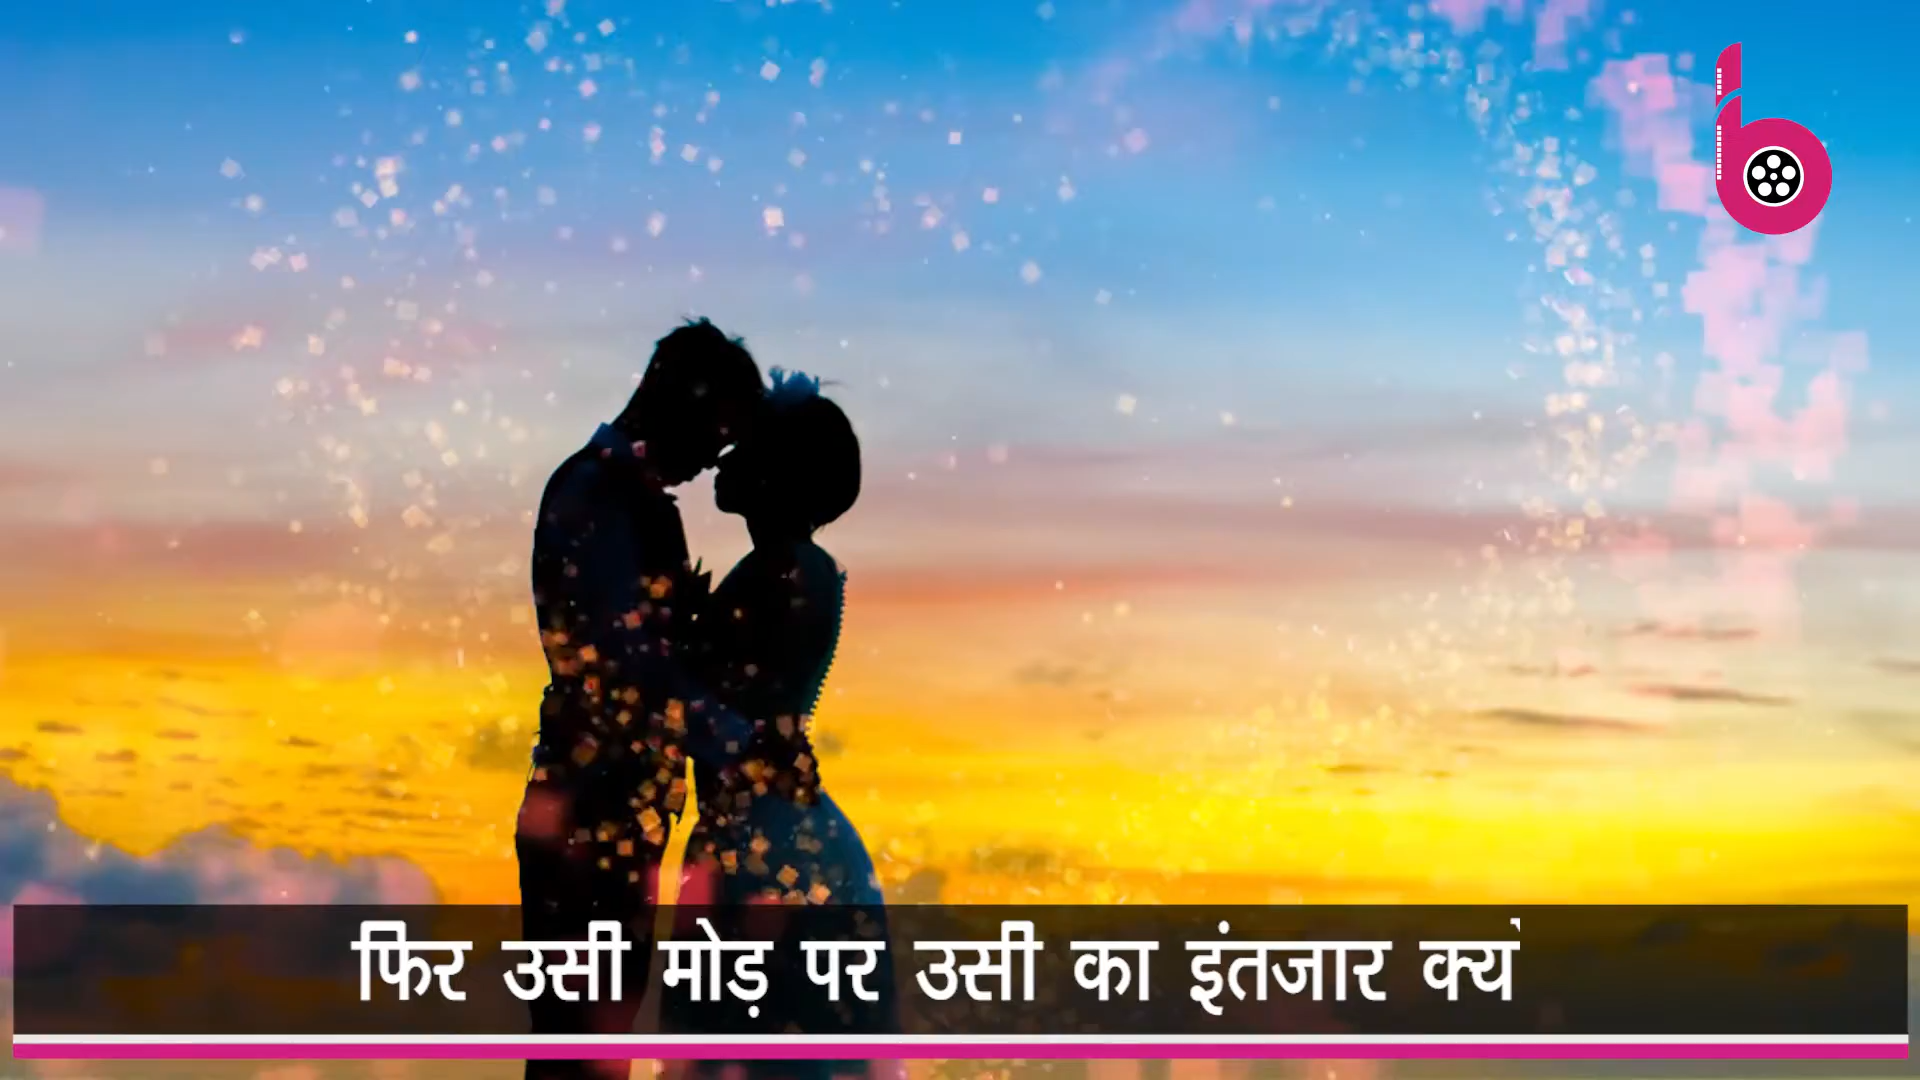 फिर उसी मोड़ पर उसी का इंतजार